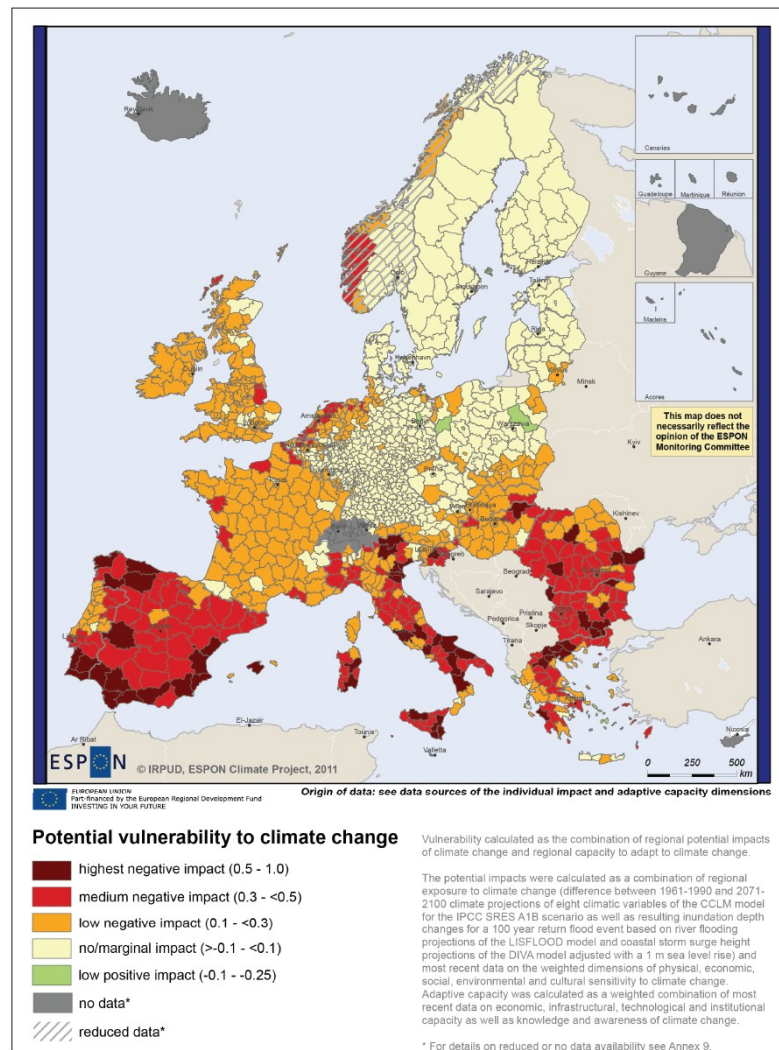 Reykjavik
Canarias
Guadeloupe
Martinique
Réunion
Guyane
Madeira
Acores
Oslo
Helsinki
Tallinn
Stockholm
Riga
København
Vilnius
Minsk
Dublin
London
Amsterdam
Berlin
Warszawa
This map does not
necessarily reflect the
opinion of the ESPON
Monitoring Committee
Kyiv
Praha
Paris
Kishinev
Budapest
Zagreb
Beograd
Sarajevo
Podgorica
Pristina
Skopje
Tirana
Ankara
El-Jazair
Tounis
Ar Ribat
Valletta
Nicosia
ESPON
© IRPUD, ESPON Climate Project, 2011
0 250 500
km
EUROPEAN UNION
Part-financed by the European Regional Development Fund
INVESTING IN YOUR FUTURE
Origin of data: see data sources of the individual impact and adaptive capacity dimensions
Potential vulnerability to climate change
highest negative impact (0.5 - 1.0)
medium negative impact (0.3 - <0.5)
low negative impact (0.1 - <0.3)
no/marginal impact (>-0.1 - <0.1)
low positive impact (-0.1 - -0.25)
no data*
reduced data*
Vulnerability calculated as the combination of regional potential impacts
of climate change and regional capacity to adapt to climate change.
The potential impacts were calculated as a combination of regional
exposure to climate change (difference between 1961-1990 and 2071-
2100 climate projections of eight climatic variables of the CCLM model
for the IPCC SRES A1B scenario as well as resulting inundation depth
changes for a 100 year return flood event based on river flooding
projections of the LISFLOOD model and coastal storm surge height
projections of the DIVA model adjusted with a 1 m sea level rise) and
most recent data on the weighted dimensions of physical, economic,
social, environmental and cultural sensitivity to climate change.
Adaptive capacity was calculated as a weighted combination of most
recent data on economic, infrastructural, technological and institutional
capacity as well as knowledge and awareness of climate change.
* For details on reduced or no data availability see Annex 9.